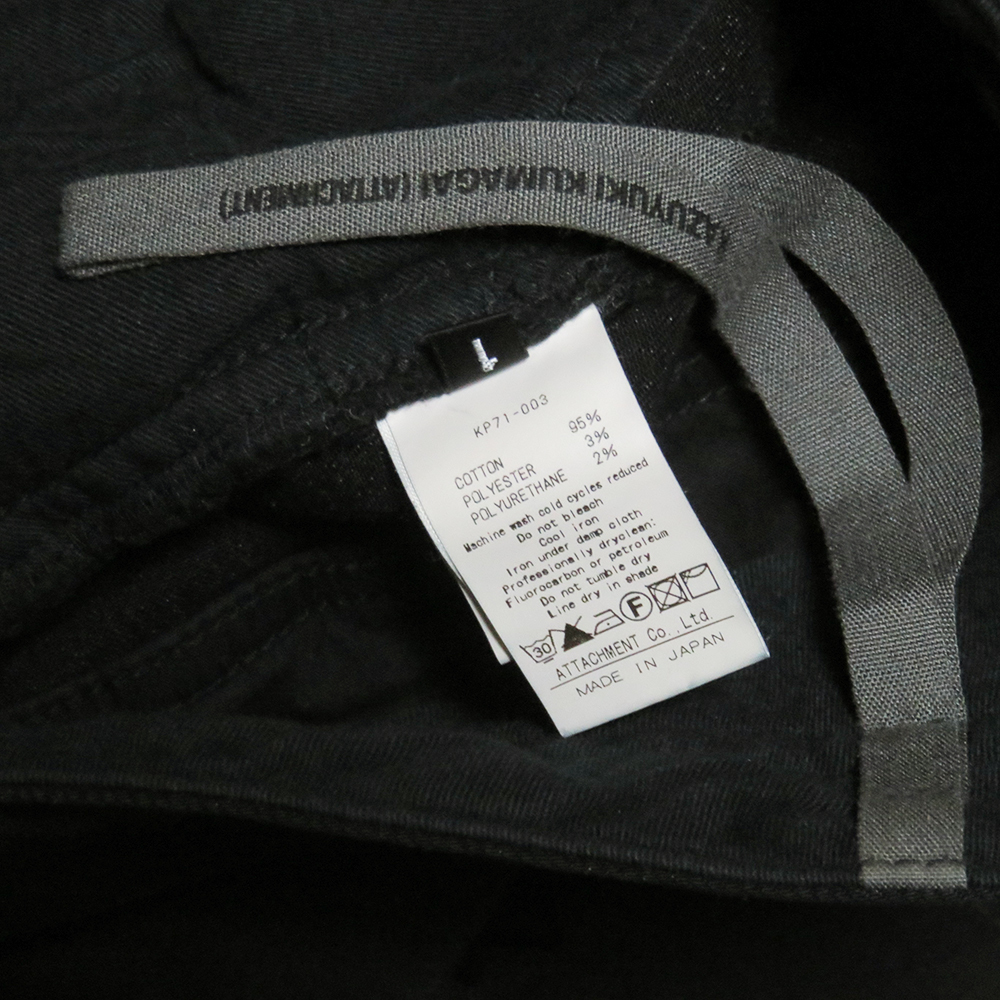 KAZUYUKI KUMAGAI (ATTACHMENT)
1
KP71-003
COTTON 95%
POLYESTER 3%
POLYURETHANE 2%
Machine wash cold cycles reduced
Do not bleach
Cool iron
Iron under damp cloth
Professionally dryclean:
Fluorocarbon or petroleum
Do not tumble dry
Line dry in shade
30 F
ATTACHMENT Co.,Ltd.
MADE IN JAPAN